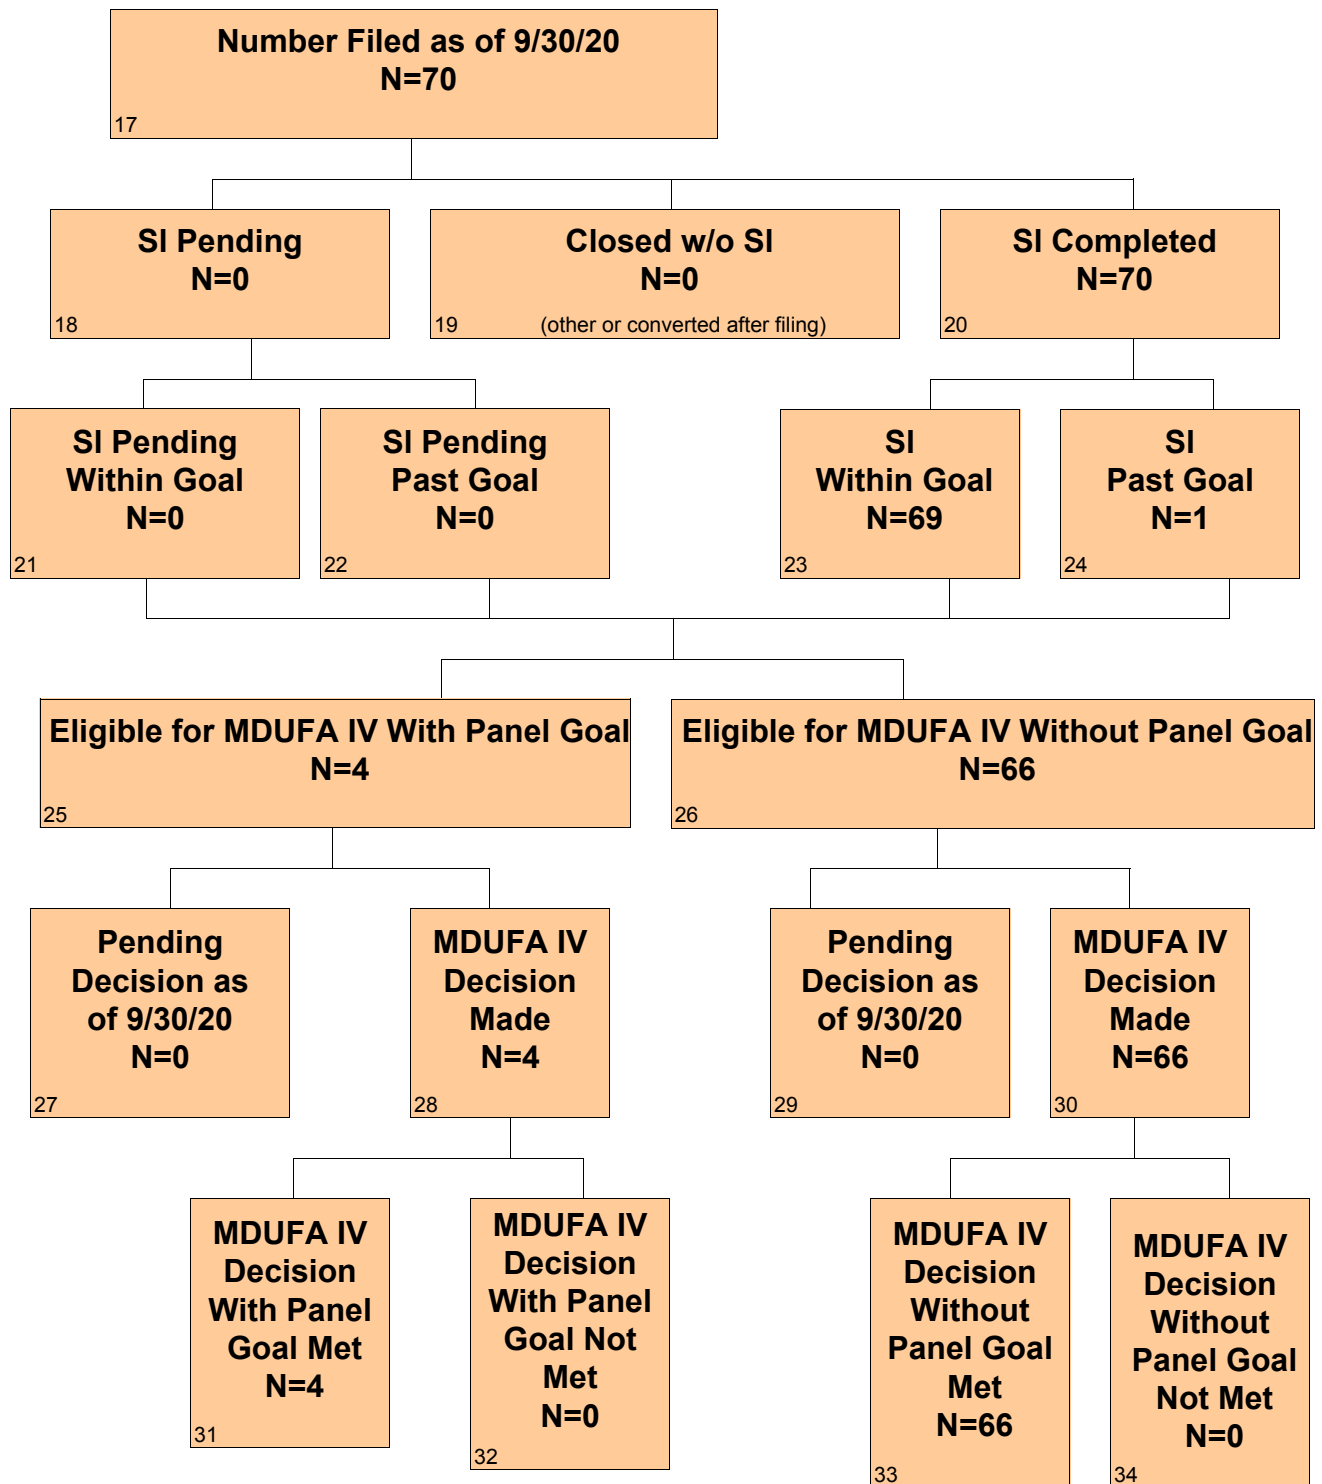 Number Filed as of 9/30/20
N=70
17
SI Pending
N=0
18
Closed w/o SI
N=0
19 (other or converted after filing)
SI Completed
N=70
20
SI Pending
Within Goal
N=0
21
SI Pending
Past Goal
N=0
22
SI
Within Goal
N=69
23
SI
Past Goal
N=1
24
Eligible for MDUFA IV With Panel Goal
N=4
25
Eligible for MDUFA IV Without Panel Goal
N=66
26
Pending
Decision as
of 9/30/20
N=0
27
MDUFA IV
Decision
Made
N=4
28
Pending
Decision as
of 9/30/20
N=0
29
MDUFA IV
Decision
Made
N=66
30
MDUFA IV
Decision
With Panel
Goal Met
N=4
31
MDUFA IV
Decision
With Panel
Goal Not
Met
N=0
32
MDUFA IV
Decision
Without
Panel Goal
Met
N=66
33
MDUFA IV
Decision
Without
Panel Goal
Not Met
N=0
34